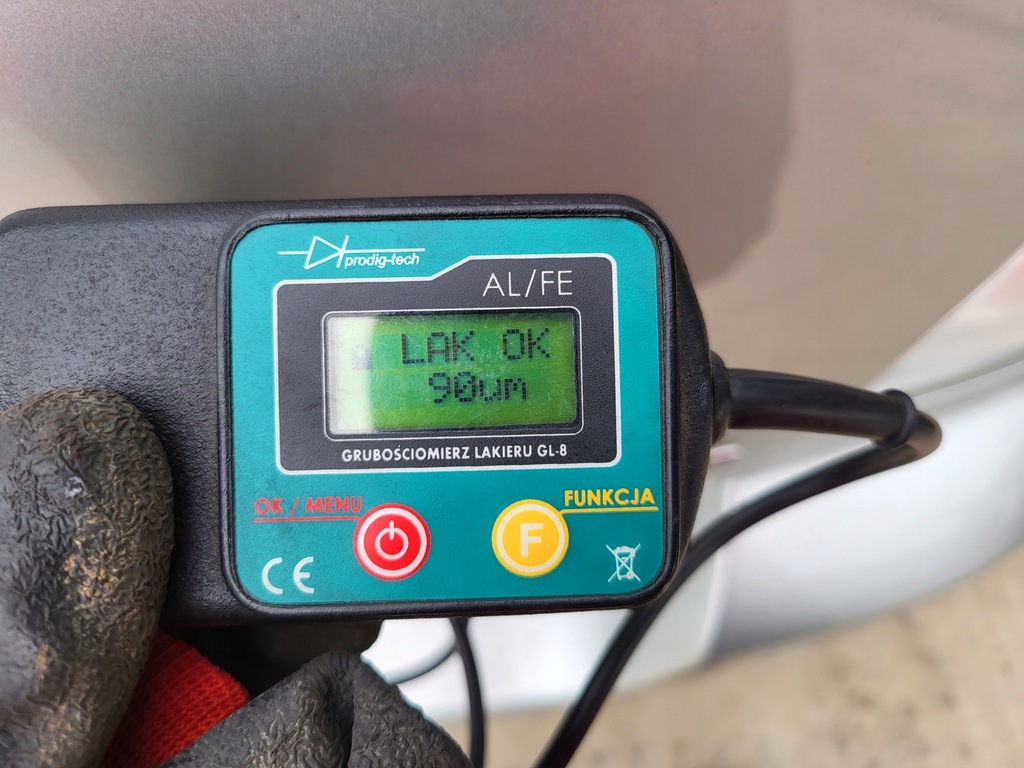 prodig-tech
AL/FE
LAK OK
90um
GRUBOŚCIOMIERZ LAKIERU GL-8
OK / MENU
FUNKCJA
F
CE